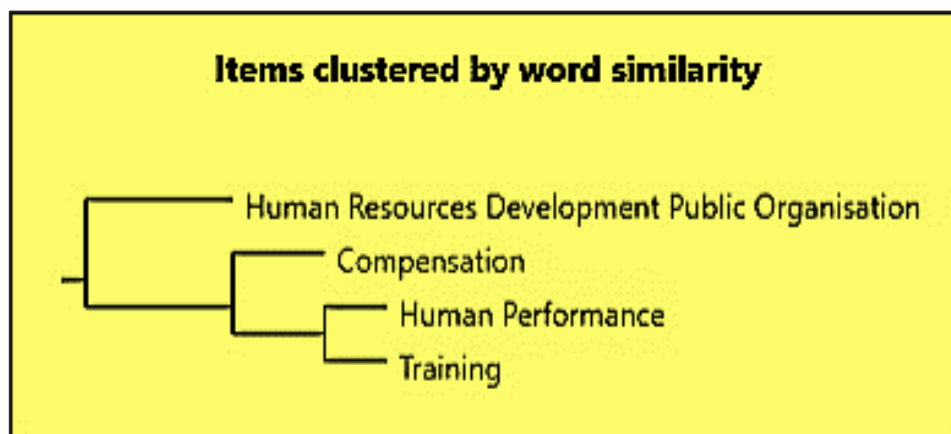 Items clustered by word similarity
Human Resources Development Public Organisation
Compensation
Human Performance
Training